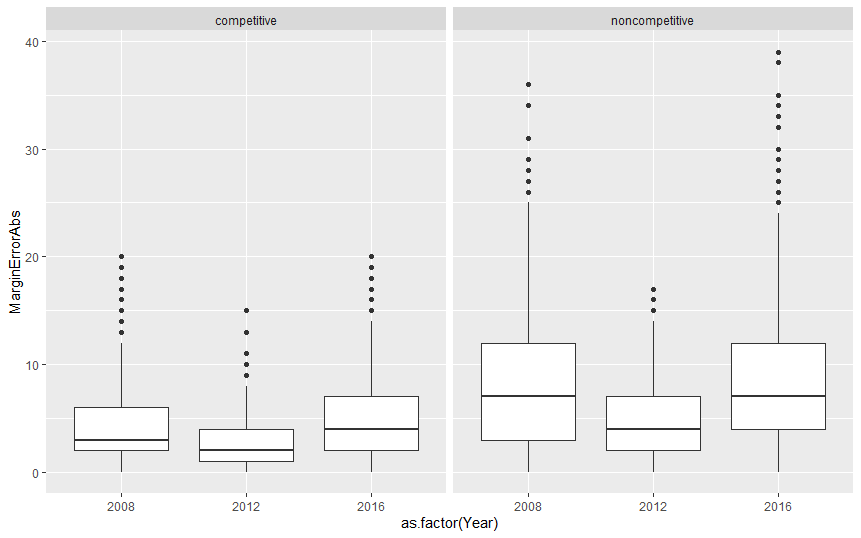 competitive
noncompetitive
MarginErrorAbs
40
30
20
10
0
2008
2012
2016
2008
2012
2016
as.factor(Year)